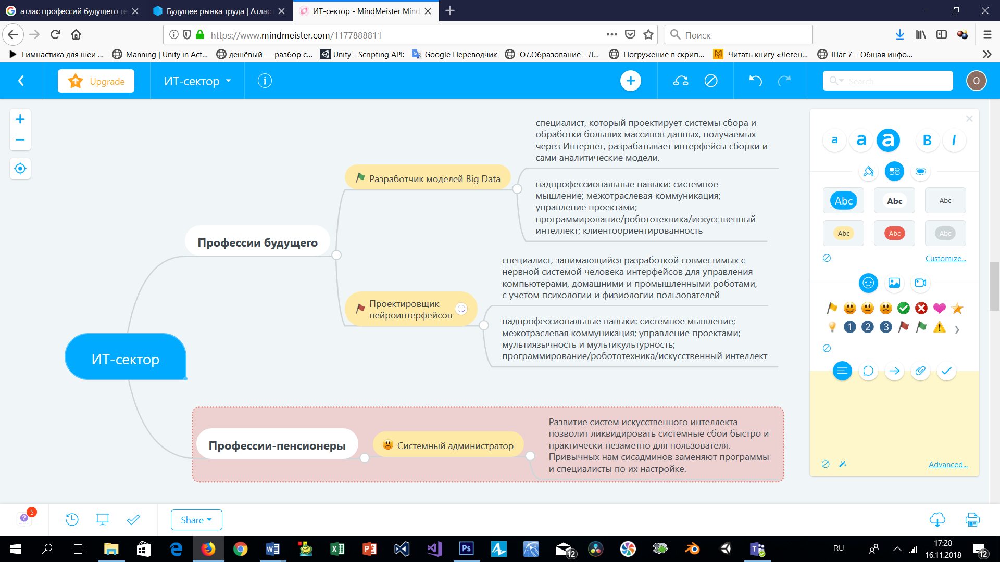 атлас профессий будущего те
Будущее рынка труда | Атлас
ИТ-сектор - MindMeister Mind
https://www.mindmeister.com/1177888811
Поиск
Гимнастика для шеи ...
Manning | Unity in Act...
дешёвый — разбор с...
Unity - Scripting API:
Google Переводчик
О7.Образование - Л...
Погружение в скрип...
Читать книгу «Леген...
Шаг 7 – Общая инфо...
Upgrade
ИТ-сектор
Search
O
специалист, который проектирует системы сбора и
обработки больших массивов данных, получаемых
через Интернет, разрабатывает интерфейсы сборки и
сами аналитические модели.
Разработчик моделей Big Data
надпрофессиональные навыки: системное
мышление; межотраслевая коммуникация;
управление проектами;
программирование/робототехника/искусственный
интеллект; клиентоориентированность
Профессии будущего
специалист, занимающийся разработкой совместимых с
нервной системой человека интерфейсов для управления
компьютерами, домашними и промышленными роботами,
с учетом психологии и физиологии пользователей
Проектировщик
нейроинтерфейсов
надпрофессиональные навыки: системное мышление;
межотраслевая коммуникация; управление проектами;
мультиязычность и мультикультурность;
программирование/робототехника/искусственный интеллект
ИТ-сектор
Профессии-пенсионеры
Системный администратор
Развитие систем искусственного интеллекта
позволит ликвидировать системные сбои быстро и
практически незаметно для пользователя.
Привычных нам сисадминов заменяют программы
и специалисты по их настройке.
a a a B I
Abc Abc Abc
Abc Abc Abc
Customize...
1 2 3
Advanced...
5
Share
12
RU
17:28
16.11.2018
12